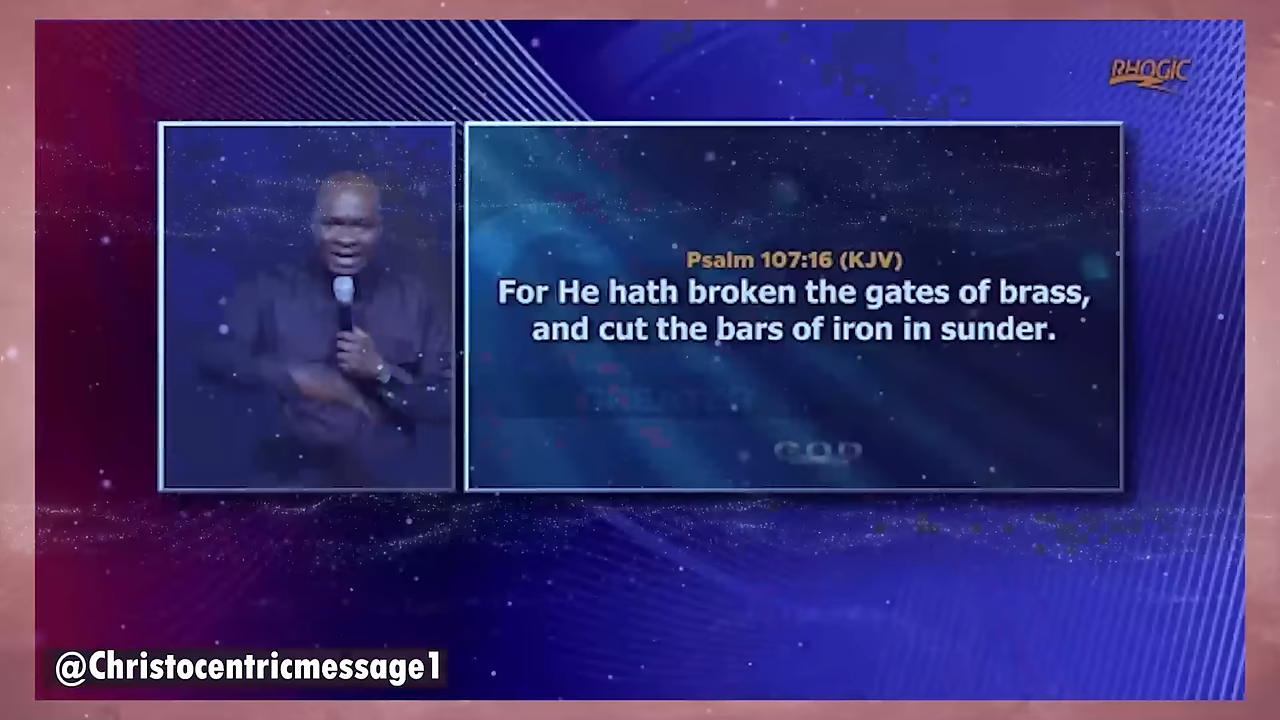 RHOGIC
Psalm 107:16 (KJV)
For He hath broken the gates of brass,
and cut the bars of iron in sunder.
GREATER
GOD
@Christocentricmessage1